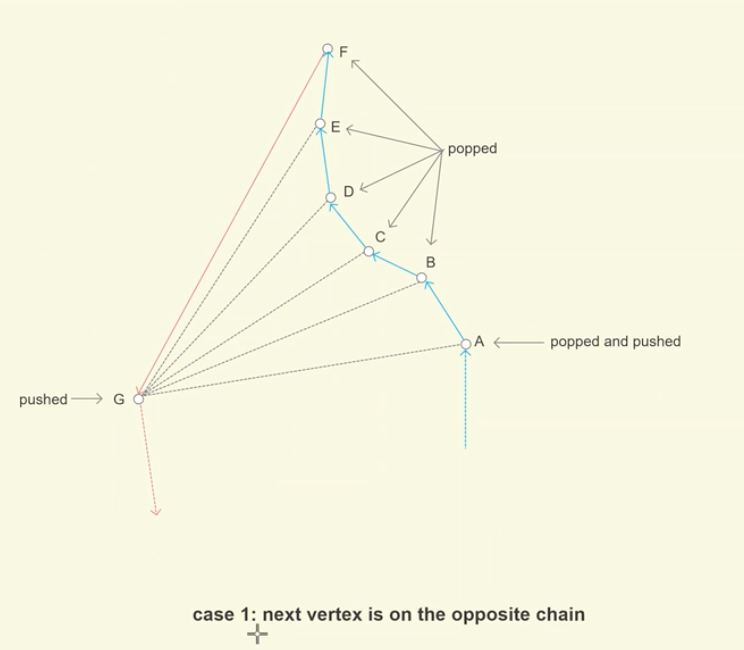 F
E
popped
D
C
B
A
popped and pushed
pushed
G
case 1: next vertex is on the opposite chain